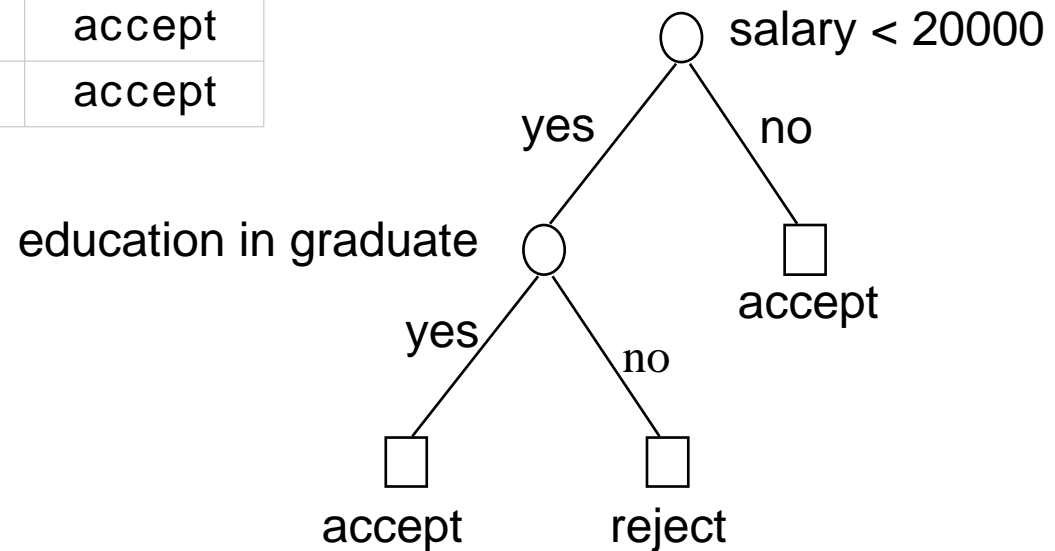 accept
accept
salary < 20000
yes
no
education in graduate
accept
yes
no
accept
reject